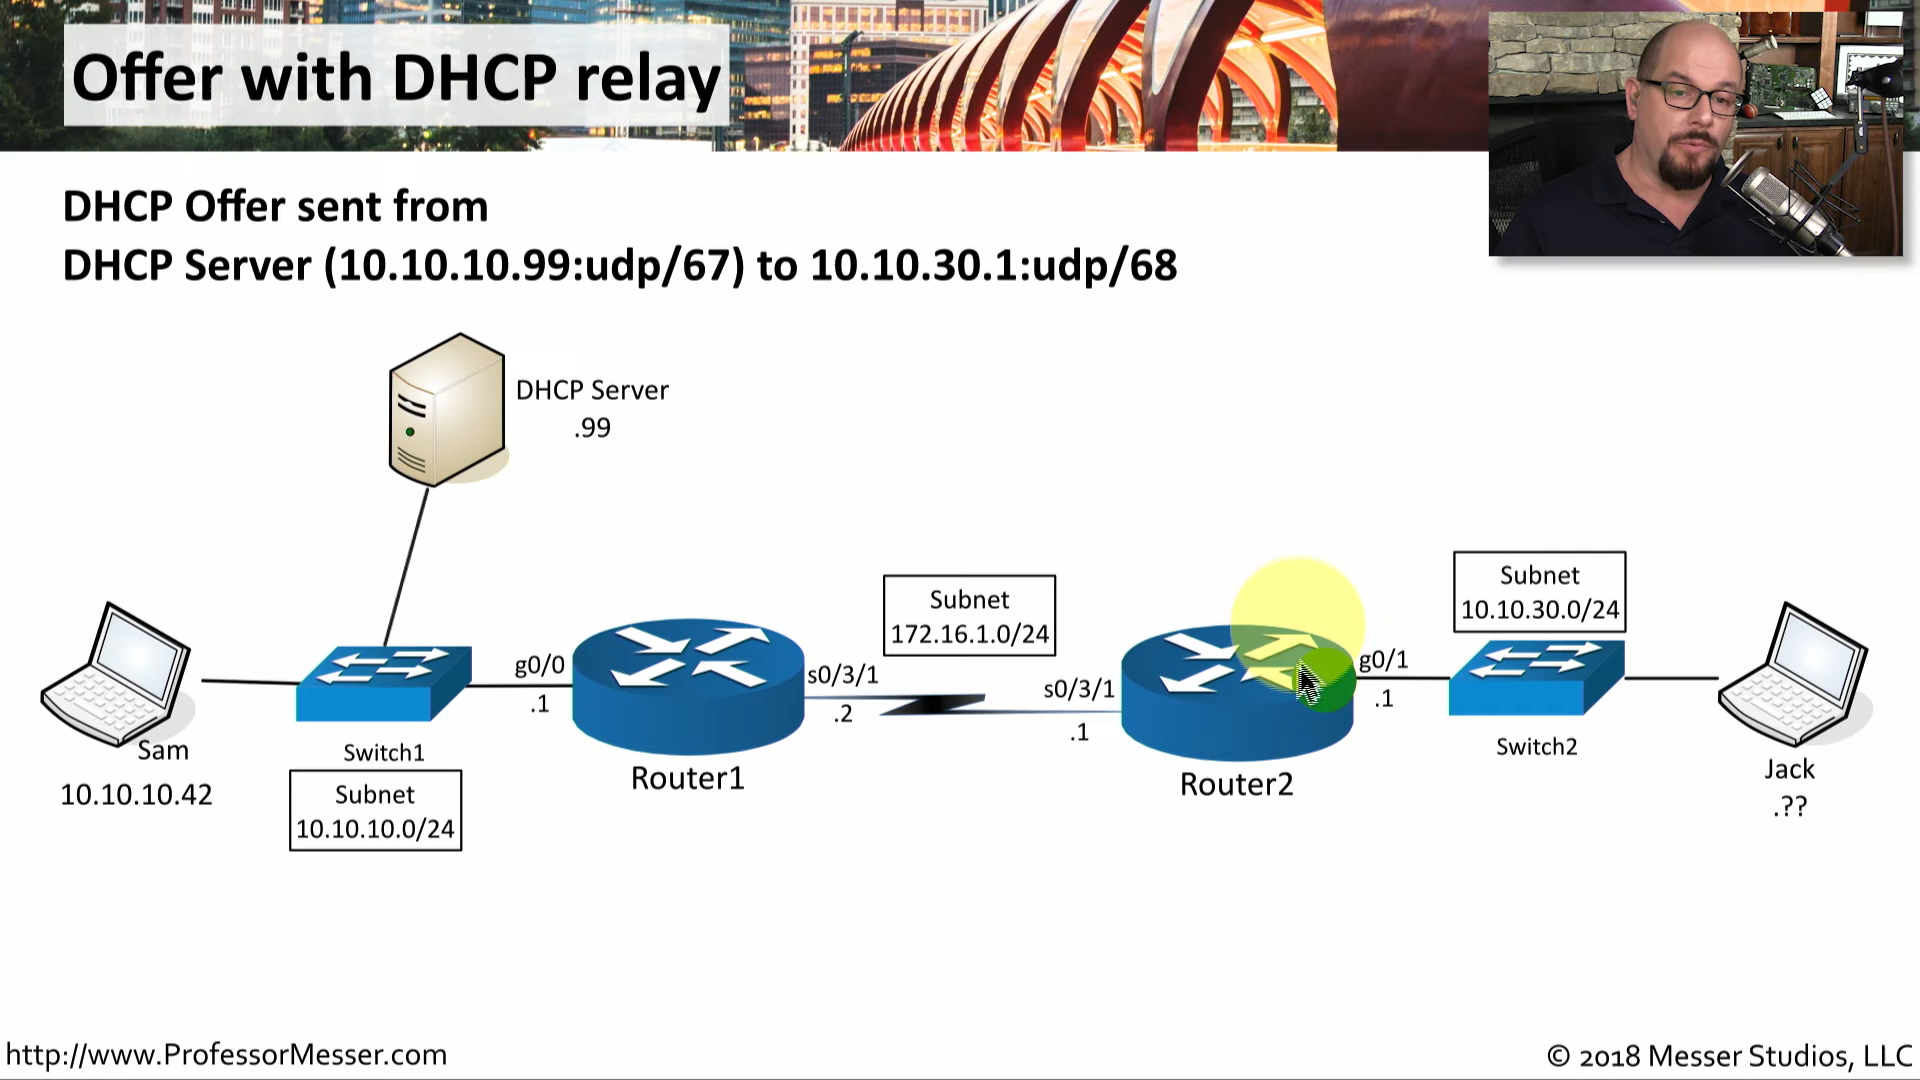 Offer with DHCP relay
DHCP Offer sent from
DHCP Server (10.10.10.99:udp/67) to 10.10.30.1:udp/68
DHCP Server
.99
Subnet
172.16.1.0/24
Subnet
10.10.30.0/24
g0/0
.1
s0/3/1
.2
s0/3/1
.1
g0/1
.1
Sam
10.10.10.42
Switch1
Subnet
10.10.10.0/24
Router1
Router2
Switch2
Jack
.??
http://www.ProfessorMesser.com
© 2018 Messer Studios, LLC